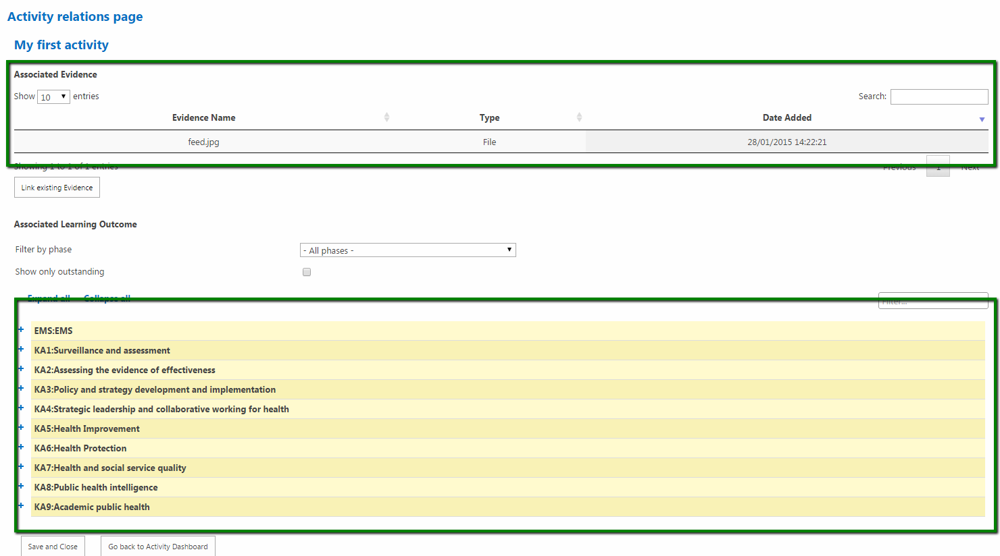 Activity relations page
My first activity
Associated Evidence
Show 10 entries Search:
Evidence Name Type Date Added
feed.jpg File 28/01/2015 14:22:21
Showing 1 to 1 of 1 entries Previous 1 Next
Link existing Evidence
Associated Learning Outcome
Filter by phase - All phases -
Show only outstanding
Expand all Collapse all Filter...
EMS:EMS
KA1:Surveillance and assessment
KA2:Assessing the evidence of effectiveness
KA3:Policy and strategy development and implementation
KA4:Strategic leadership and collaborative working for health
KA5:Health Improvement
KA6:Health Protection
KA7:Health and social service quality
KA8:Public health intelligence
KA9:Academic public health
Save and Close Go back to Activity Dashboard